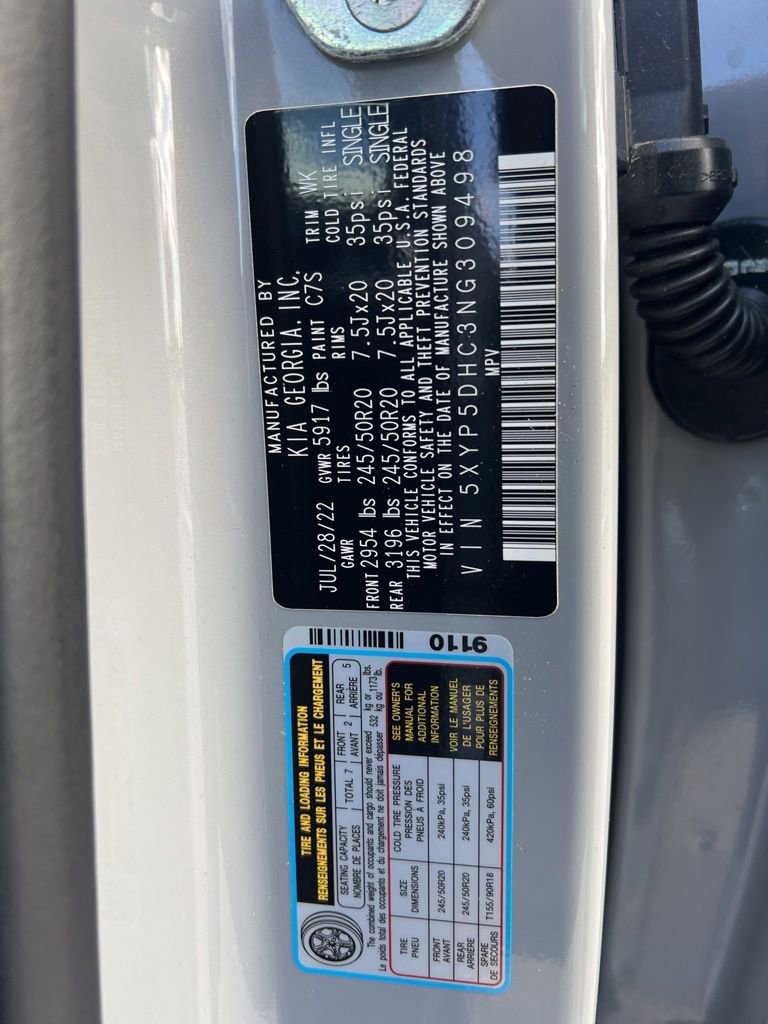 MANUFACTURED BY
KIA GEORGIA, INC.
JUL/28/22 GVWR 5917 lbs PAINT C7S TRIM WK
GAWR TIRES RIMS COLD TIRE INFL
FRONT 2954 lbs 245/50R20 7.5Jx20 35psi SINGLE
REAR 3196 lbs 245/50R20 7.5Jx20 35psi SINGLE
THIS VEHICLE CONFORMS TO ALL APPLICABLE U.S.A. FEDERAL
MOTOR VEHICLE SAFETY AND THEFT PREVENTION STANDARDS
IN EFFECT ON THE DATE OF MANUFACTURE SHOWN ABOVE
VIN 5XYP5DHC3NG309498
MPV
9110
TIRE AND LOADING INFORMATION
RENSEIGNEMENTS SUR LES PNEUS ET LE CHARGEMENT
SEATING CAPACITY TOTAL 7 FRONT 2 REAR 5
NOMBRE DE PLACES AVANT ARRIÈRE
The combined weight of occupants and cargo should never exceed 532 kg or 1173 lbs.
Le poids total des occupants et du chargement ne doit jamais dépasser kg ou lb.
TIRE SIZE COLD TIRE PRESSURE
PNEU DIMENSIONS PRESSION DES PNEUS À FROID
FRONT AVANT 245/50R20 240kPa, 35psi
REAR ARRIÈRE 245/50R20 240kPa, 35psi
SPARE DE SECOURS T155/90R18 420kPa, 60psi
SEE OWNER'S
MANUAL FOR
ADDITIONAL
INFORMATION
VOIR LE MANUEL
DE L'USAGER
POUR PLUS DE
RENSEIGNEMENTS